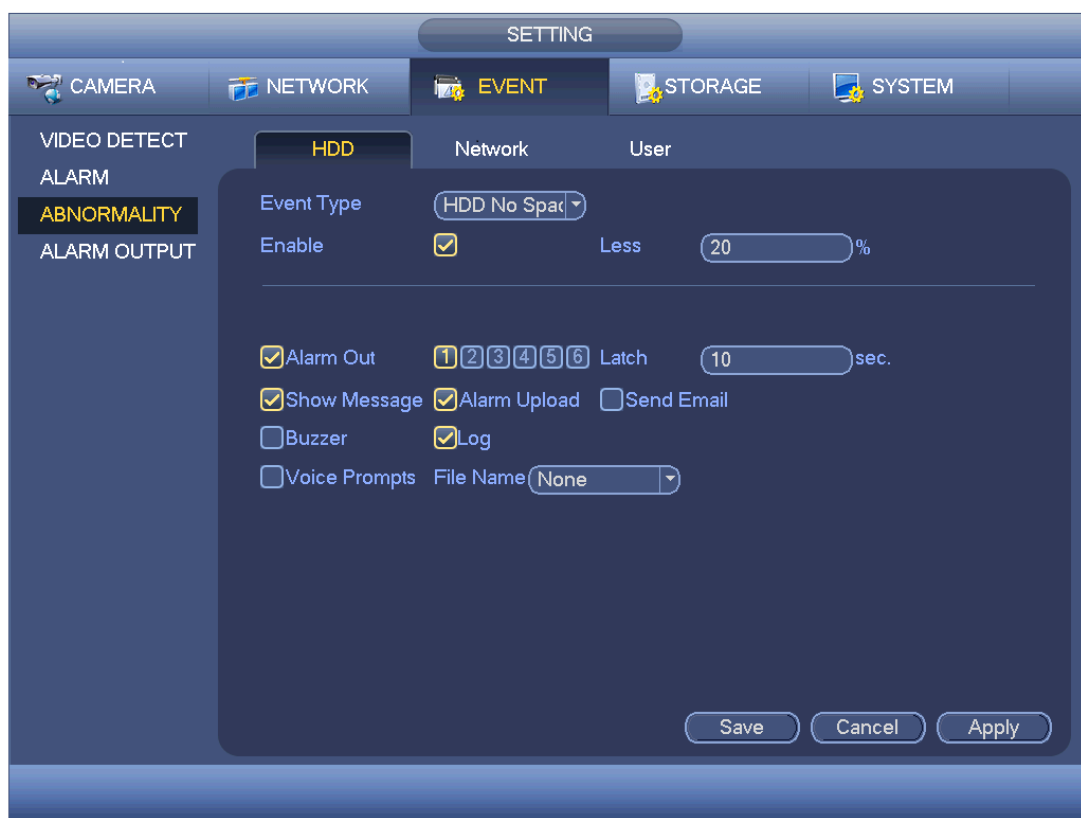 SETTING
CAMERA NETWORK EVENT STORAGE SYSTEM
VIDEO DETECT
ALARM
ABNORMALITY
ALARM OUTPUT
HDD Network User
Event Type HDD No Spac
Enable Less 20 %
Alarm Out 1 2 3 4 5 6 Latch 10 sec.
Show Message Alarm Upload Send Email
Buzzer Log
Voice Prompts File Name None
Save Cancel Apply